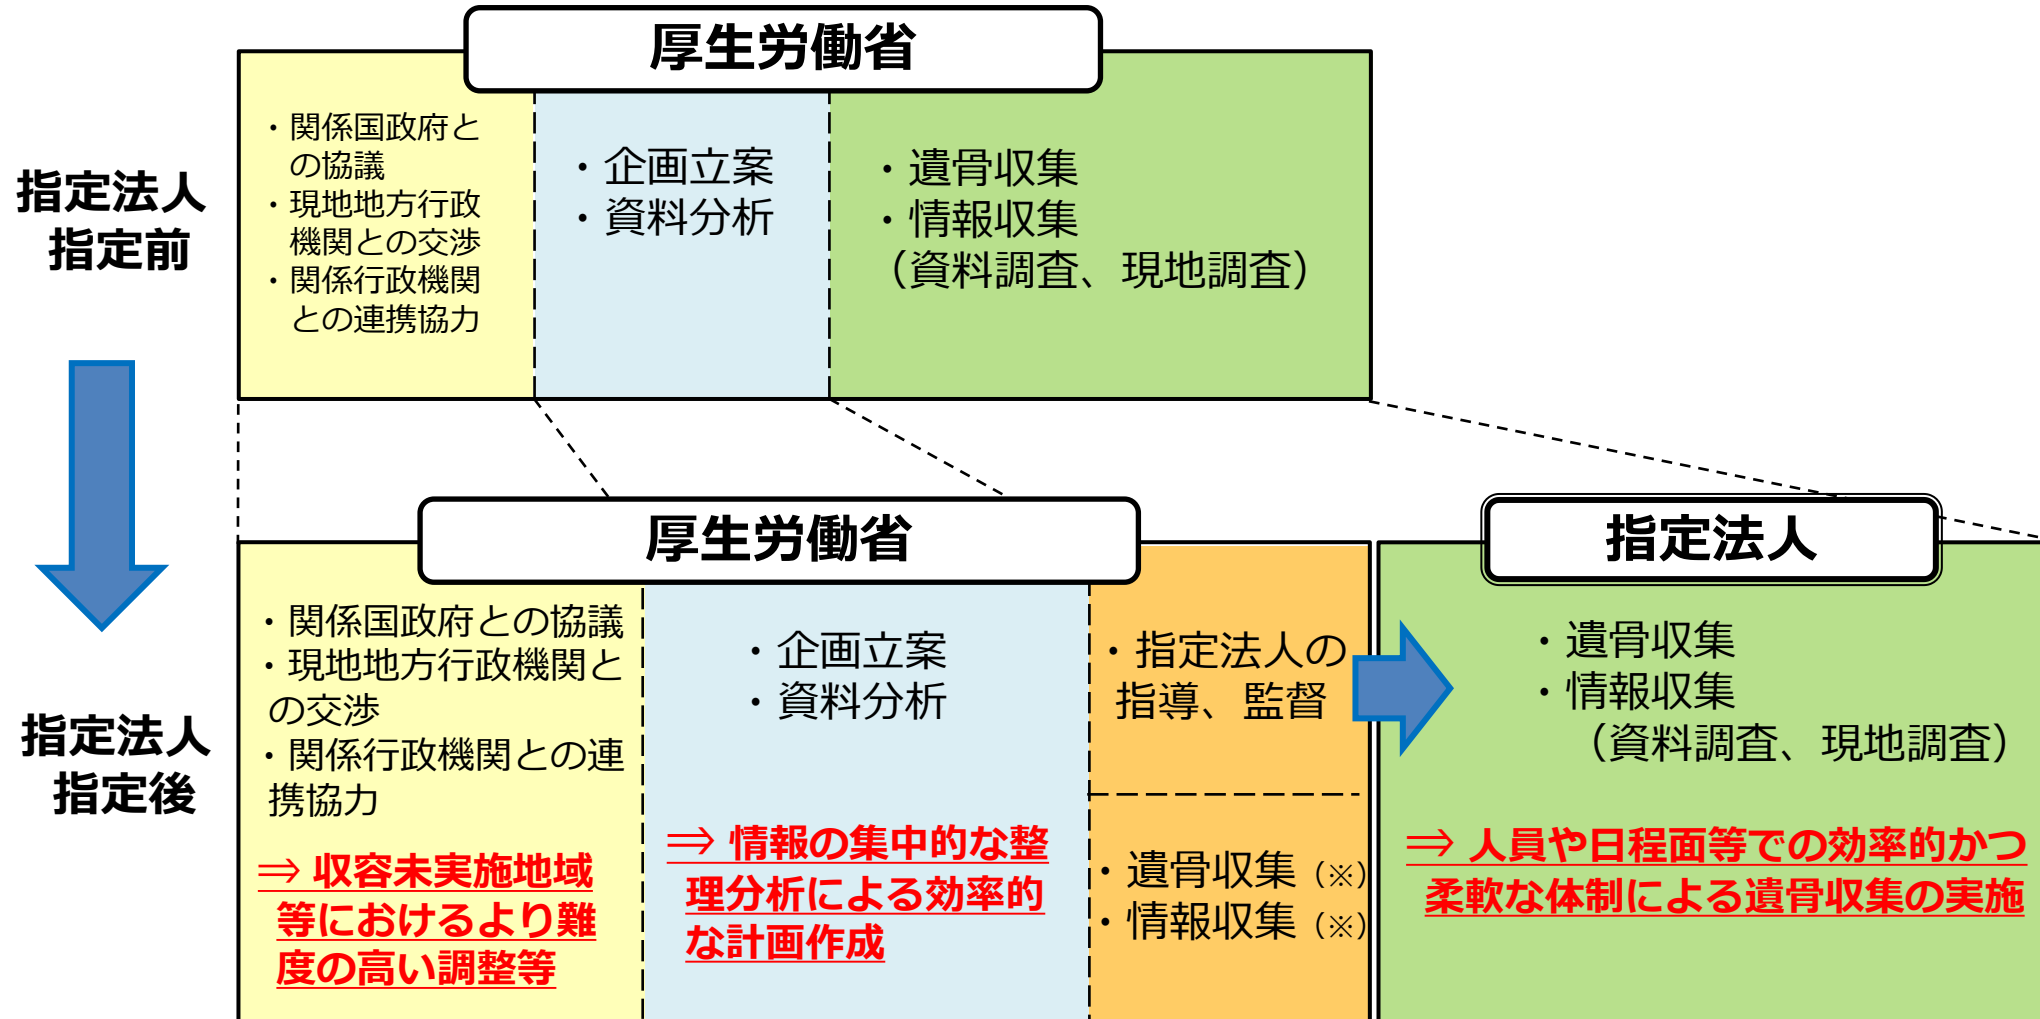 厚生労働省
指定法人
指定前
・関係国政府と
の協議
・現地地方行政
機関との交渉
・関係行政機関
との連携協力
・企画立案
・資料分析
・遺骨収集
・情報収集
（資料調査、現地調査）
指定法人
指定後
厚生労働省
・関係国政府との協議
・現地地方行政機関と
の交渉
・関係行政機関との連
携協力
⇒ 収容未実施地域
等におけるより難
度の高い調整等
・企画立案
・資料分析
⇒ 情報の集中的な整
理分析による効率的
な計画作成
・指定法人の
指導、監督
・遺骨収集（※）
・情報収集（※）
指定法人
・遺骨収集
・情報収集
（資料調査、現地調査）
⇒ 人員や日程面等での効率的かつ
柔軟な体制による遺骨収集の実施